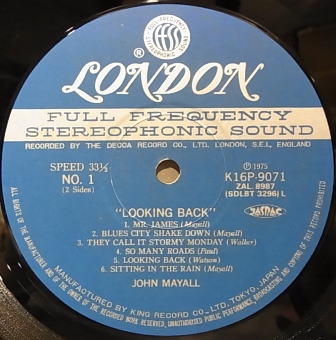 FULL FREQUENCY
ffss
STEREOPHONIC SOUND
®
LONDON
FULL FREQUENCY
STEREOPHONIC SOUND
RECORDED BY THE DECCA RECORD CO., LTD. LONDON, S.E.I., ENGLAND
SPEED 33⅓
NO. 1
(2 Sides)
℗ 1975
K16P-9071
ZAL. 8987
(SDLBT 3296) L
"LOOKING BACK"
JASRAC
1. MR. JAMES (Mayall)
2. BLUES CITY SHAKE DOWN (Mayall)
3. THEY CALL IT STORMY MONDAY (Walker)
4. SO MANY ROADS (Paul)
5. LOOKING BACK (Watson)
6. SITTING IN THE RAIN (Mayall)
JOHN MAYALL
MANUFACTURED BY KING RECORD CO., LTD. TOKYO, JAPAN
ALL RIGHTS OF THE MANUFACTURER AND OF THE OWNER OF THE RECORDED WORK RESERVED, UNAUTHORISED PUBLIC PERFORMANCE, BROADCASTING AND COPYING OF THIS RECORD PROHIBITED